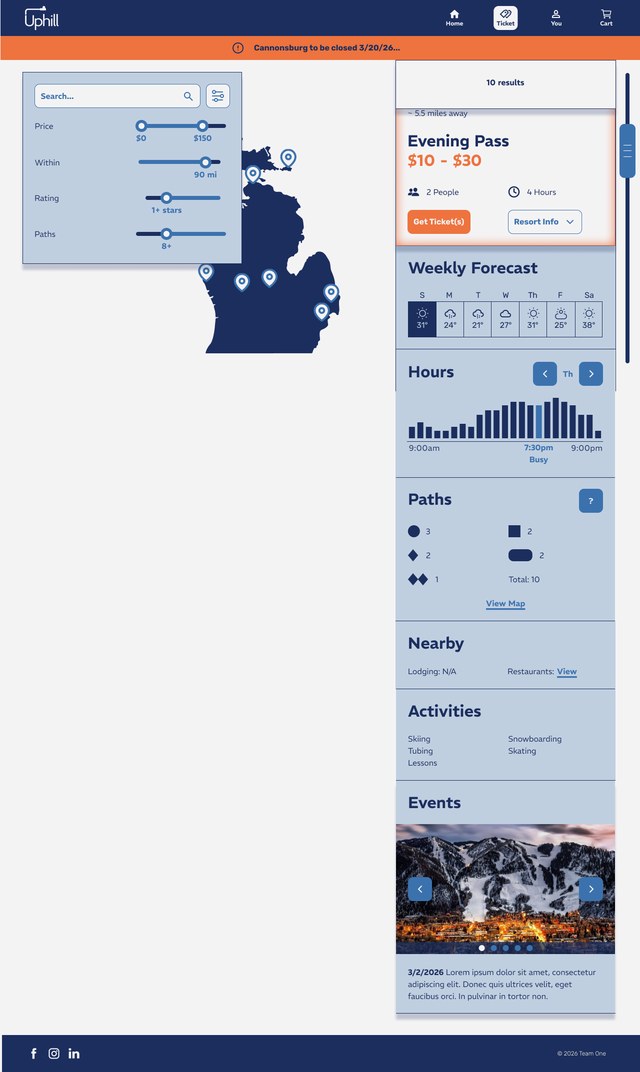 Uphill
Home
Ticket
You
Cart
Cannonsburg to be closed 3/20/26...
Search...
Price
$0
$150
Within
90 mi
Rating
1+ stars
Paths
8+
10 results
~ 5.5 miles away
Evening Pass
$10 - $30
2 People
4 Hours
Get Ticket(s)
Resort Info
Weekly Forecast
S M T W Th F Sa
31° 24° 21° 27° 31° 25° 38°
Hours
Th
9:00am
7:30pm
9:00pm
Busy
Paths
?
3
2
2
2
1
Total: 10
View Map
Nearby
Lodging: N/A
Restaurants: View
Activities
Skiing
Snowboarding
Tubing
Skating
Lessons
Events
3/2/2026 Lorem ipsum dolor sit amet, consectetur
adipiscing elit. Donec quis ultrices velit, eget
faucibus orci. In pulvinar in tortor non.
f
in
© 2026 Team One